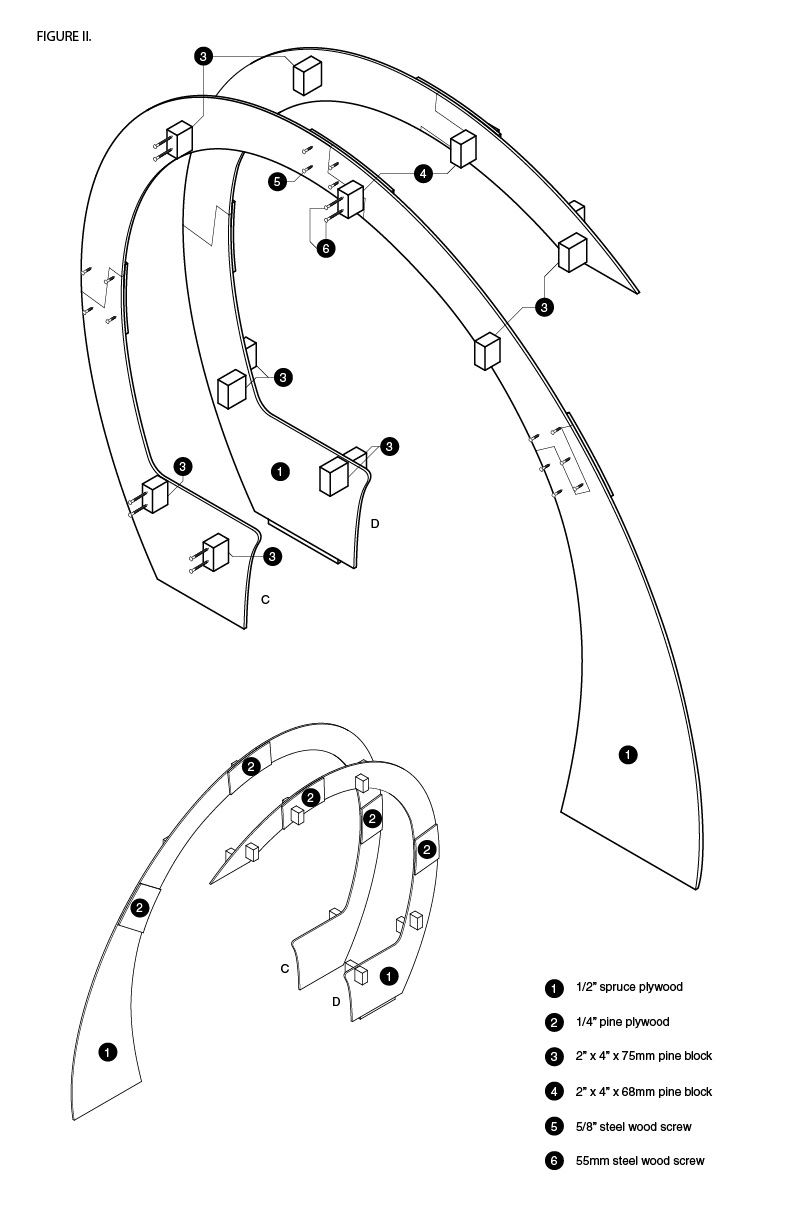 FIGURE II.
3
3
4
5
6
3
3
3
3
1
D
3
C
1
2
2
2
2
2
C
1
D
1
1 1/2” spruce plywood
2 1/4” pine plywood
3 2” x 4” x 75mm pine block
4 2” x 4” x 68mm pine block
5 5/8” steel wood screw
6 55mm steel wood screw